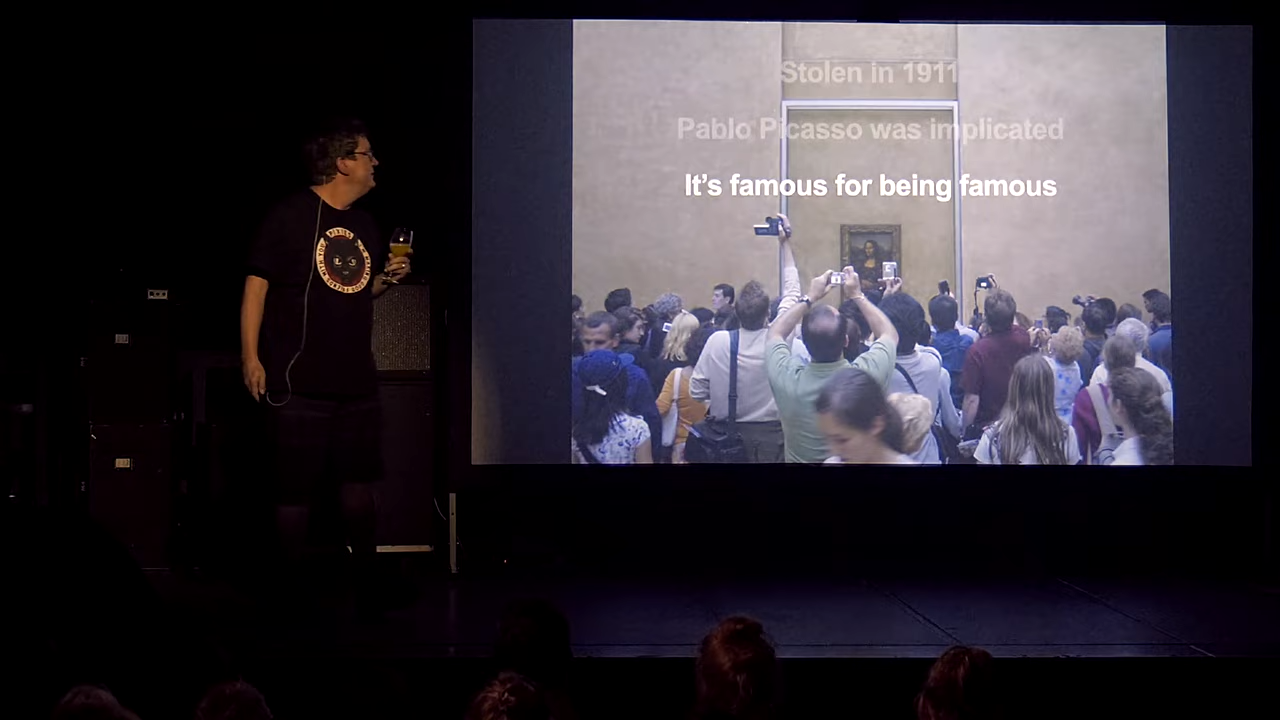 Stolen in 1911
Pablo Picasso was implicated
It's famous for being famous